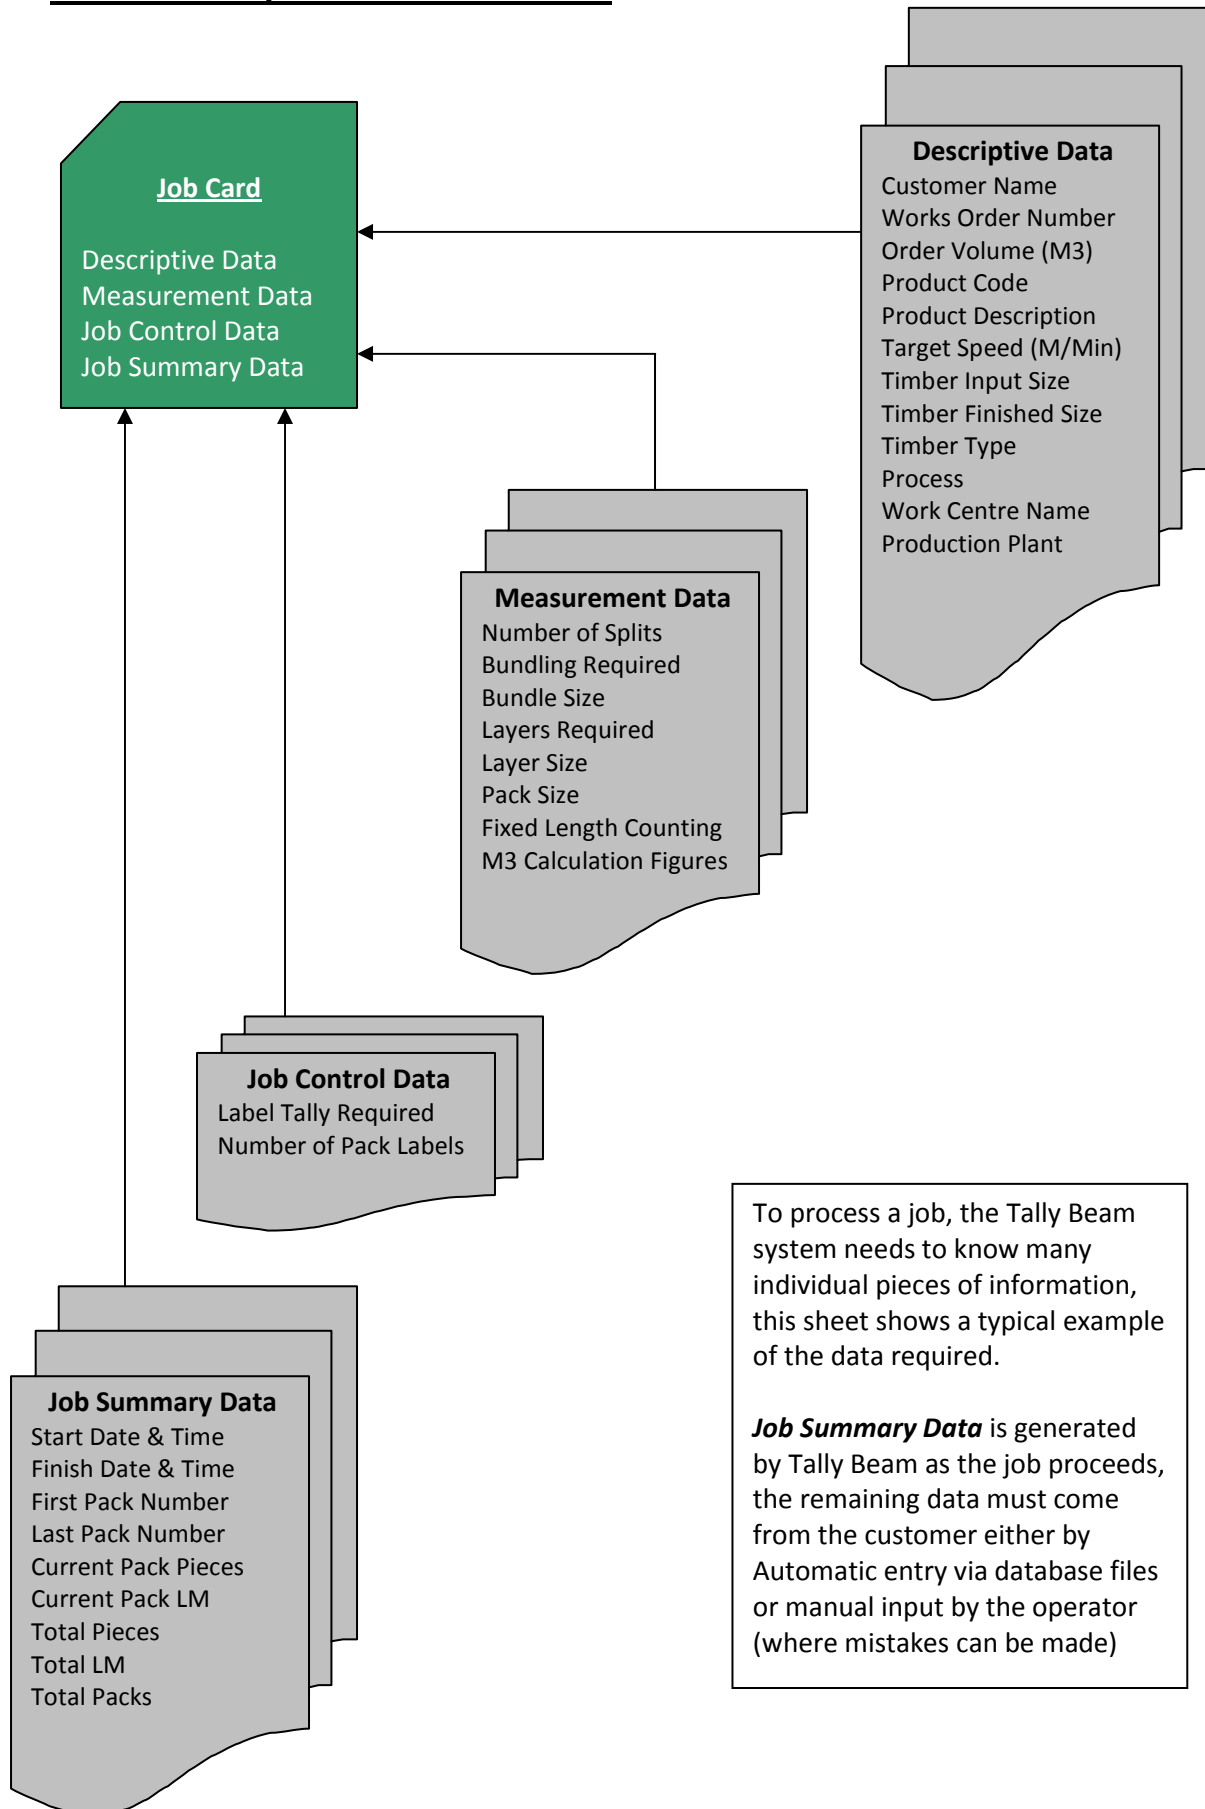 Job Card
Descriptive Data
Measurement Data
Job Control Data
Job Summary Data
Descriptive Data
Customer Name
Works Order Number
Order Volume (M3)
Product Code
Product Description
Target Speed (M/Min)
Timber Input Size
Timber Finished Size
Timber Type
Process
Work Centre Name
Production Plant
Measurement Data
Number of Splits
Bundling Required
Bundle Size
Layers Required
Layer Size
Pack Size
Fixed Length Counting
M3 Calculation Figures
Job Control Data
Label Tally Required
Number of Pack Labels
Job Summary Data
Start Date & Time
Finish Date & Time
First Pack Number
Last Pack Number
Current Pack Pieces
Current Pack LM
Total Pieces
Total LM
Total Packs
To process a job, the Tally Beam
system needs to know many
individual pieces of information,
this sheet shows a typical example
of the data required.
Job Summary Data is generated
by Tally Beam as the job proceeds,
the remaining data must come
from the customer either by
Automatic entry via database files
or manual input by the operator
(where mistakes can be made)